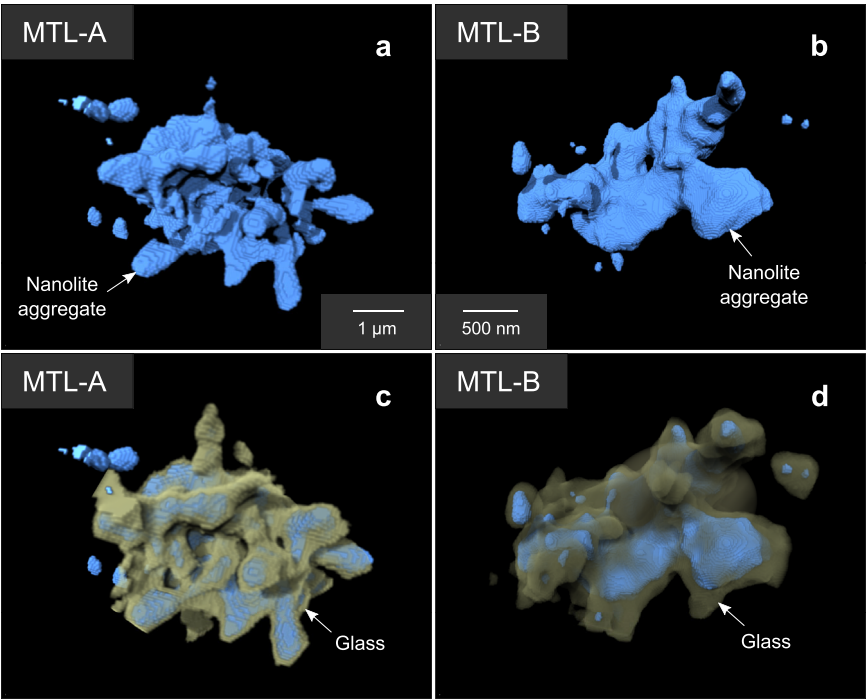 MTL-A
a
Nanolite
aggregate
1 µm
MTL-B
b
Nanolite
aggregate
500 nm
MTL-A
c
Glass
MTL-B
d
Glass